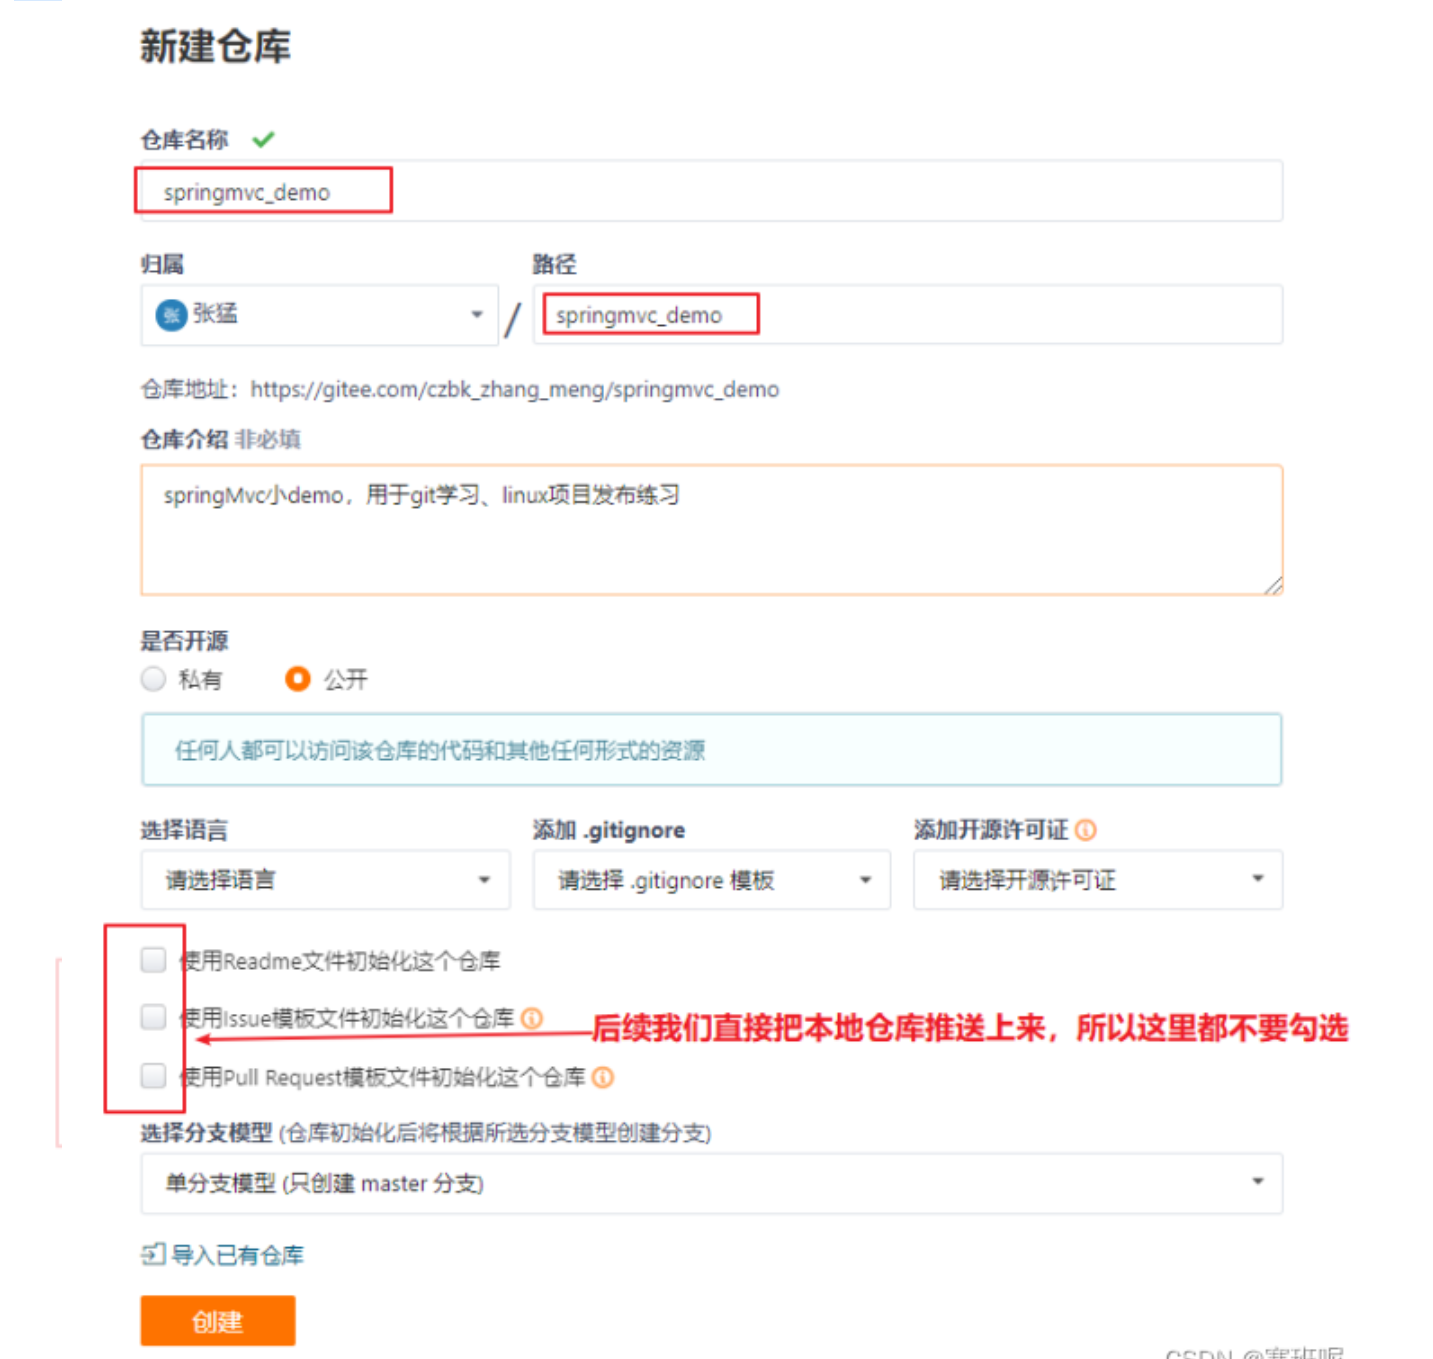 新建仓库
仓库名称
springmvc_demo
归属 路径
张 张猛 / springmvc_demo
仓库地址：https://gitee.com/czbk_zhang_meng/springmvc_demo
仓库介绍 非必填
springMvc小demo，用于git学习、linux项目发布练习
是否开源
私有 公开
任何人都可以访问该仓库的代码和其他任何形式的资源
选择语言 添加 .gitignore 添加开源许可证
请选择语言 请选择 .gitignore 模板 请选择开源许可证
使用Readme文件初始化这个仓库
使用Issue模板文件初始化这个仓库
后续我们直接把本地仓库推送上来，所以这里都不要勾选
使用Pull Request模板文件初始化这个仓库
选择分支模型 (仓库初始化后将根据所选分支模型创建分支)
单分支模型 (只创建 master 分支)
导入已有仓库
创建
CSDN @塞班呢